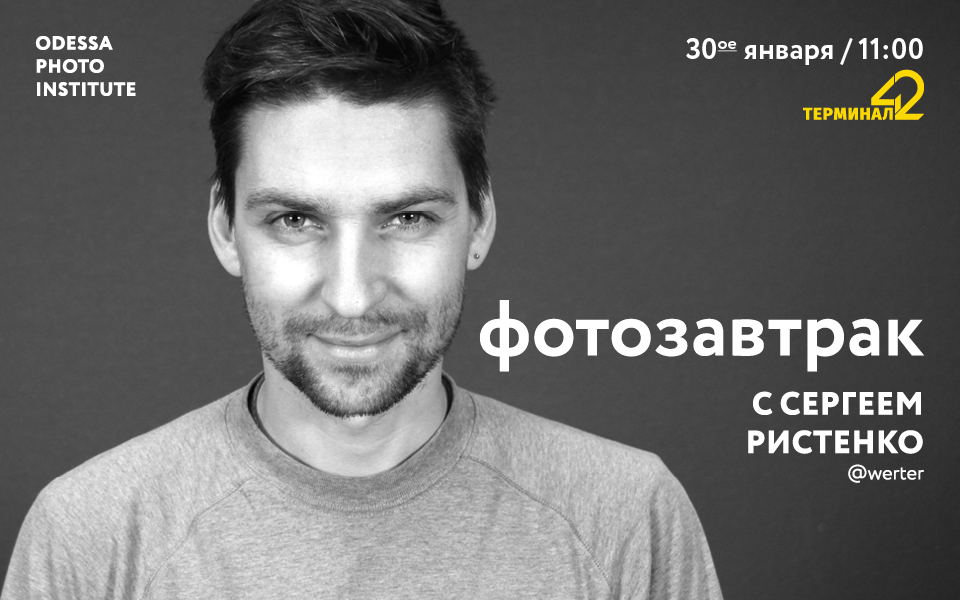 ODESSA
PHOTO
INSTITUTE
30ое января / 11:00
ТЕРМИНАЛ42
фотозавтрак
С СЕРГЕЕМ
РИСТЕНКО
@werter